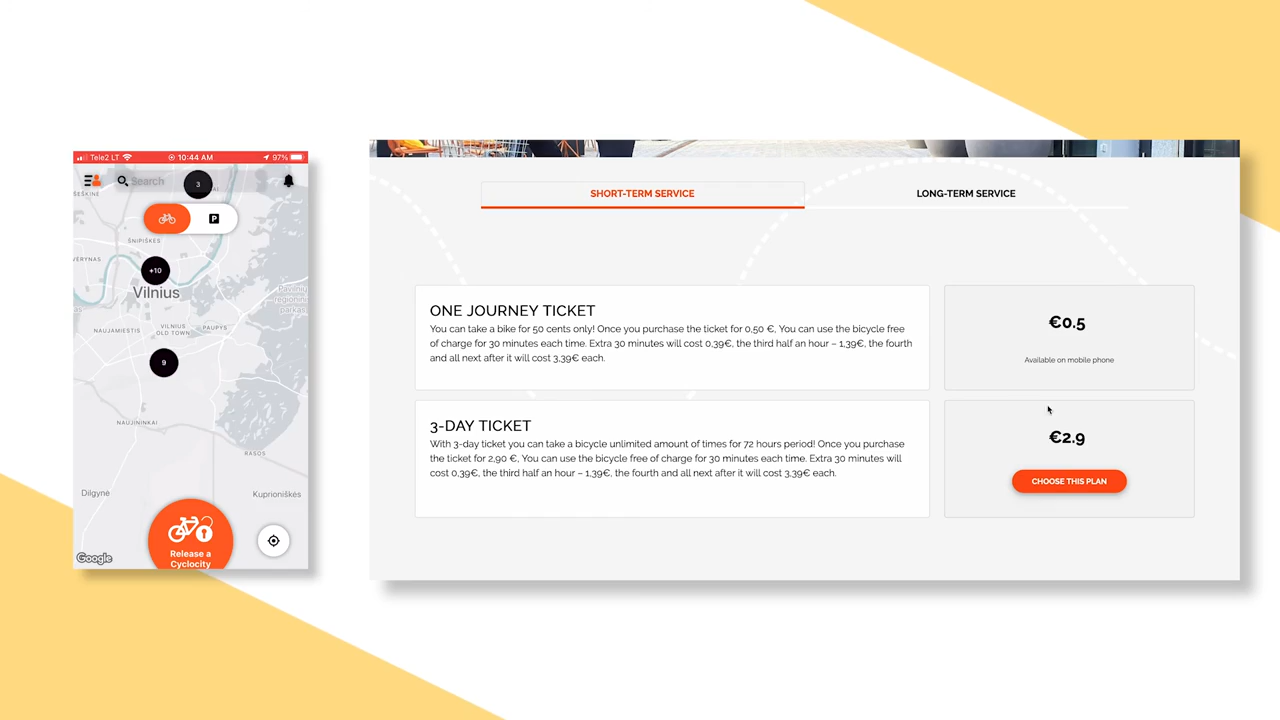 Tele2 LT
10:44 AM
97%
Search
3
ŠEŠKINĖ
P
ŠNIPIŠKĖS
VĖRYNAS
+10
Vilnius
Pavilni
regionini
parkas
NAUJAMIESTIS
VILNIUS
OLD TOWN
PAUPYS
9
NAUJININKAI
RASOS
Dilgynė
Kuprioniškės
Release a
Cyclocity
Google
SHORT-TERM SERVICE
LONG-TERM SERVICE
ONE JOURNEY TICKET
You can take a bike for 50 cents only! Once you purchase the ticket for 0,50 €, You can use the bicycle free
of charge for 30 minutes each time. Extra 30 minutes will cost 0,39€, the third half an hour – 1,39€, the fourth
and all next after it will cost 3,39€ each.
€0.5
Available on mobile phone
3-DAY TICKET
With 3-day ticket you can take a bicycle unlimited amount of times for 72 hours period! Once you purchase
the ticket for 2,90 €, You can use the bicycle free of charge for 30 minutes each time. Extra 30 minutes will
cost 0,39€, the third half an hour – 1,39€, the fourth and all next after it will cost 3,39€ each.
€2.9
CHOOSE THIS PLAN